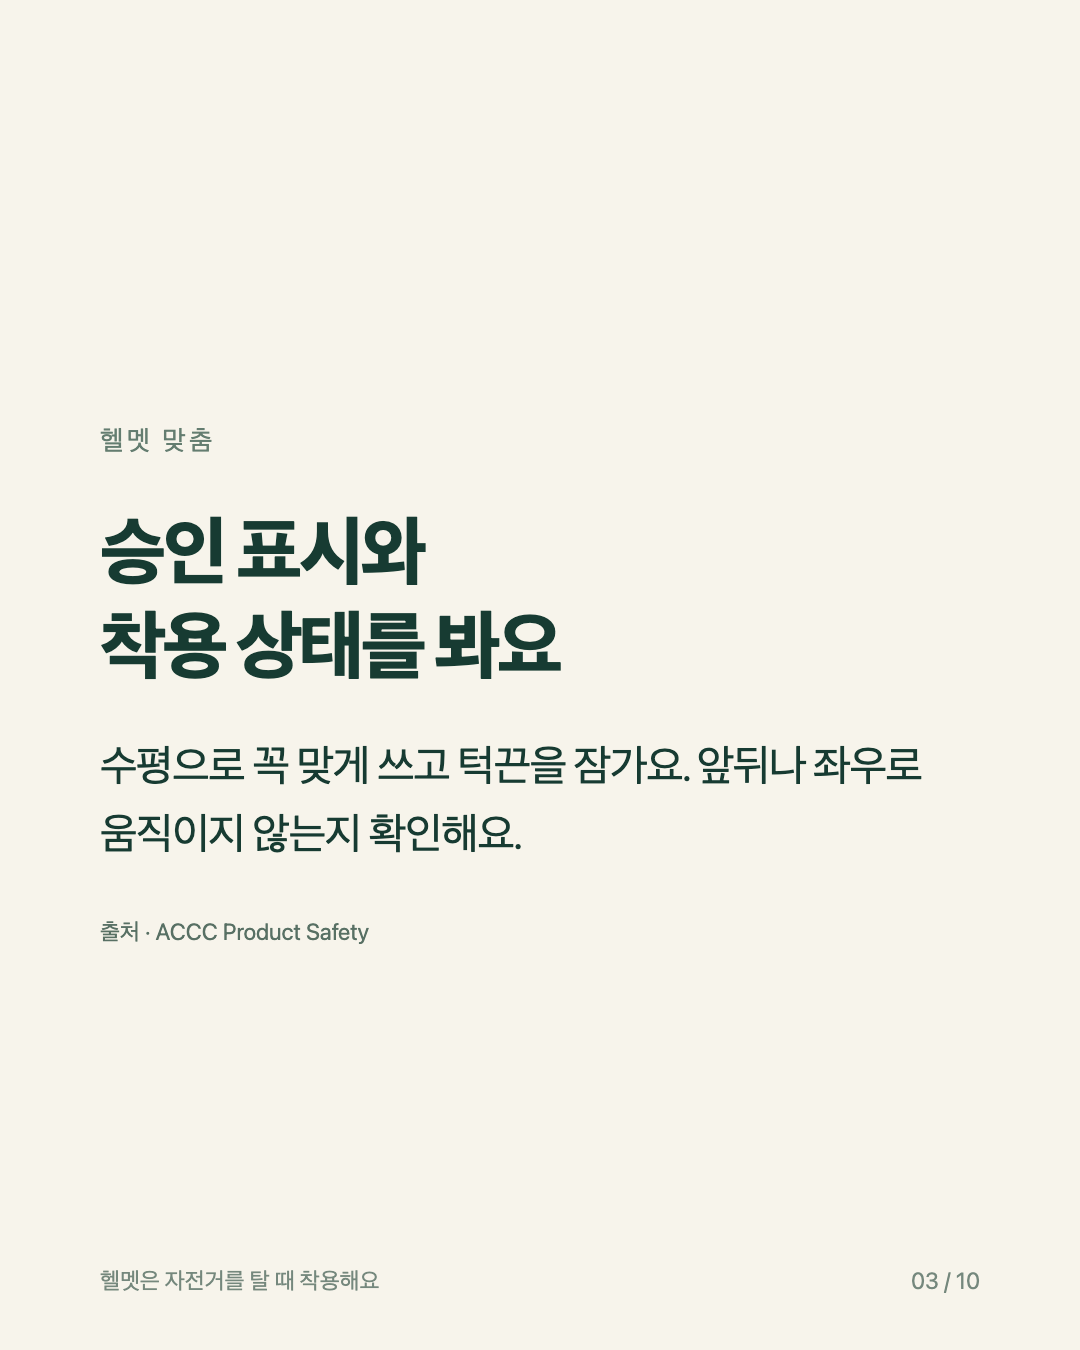 헬멧 맞춤
승인 표시와
착용 상태를 봐요
수평으로 꼭 맞게 쓰고 턱끈을 잠가요. 앞뒤나 좌우로
움직이지 않는지 확인해요.
출처 · ACCC Product Safety
헬멧은 자전거를 탈 때 착용해요
03 / 10